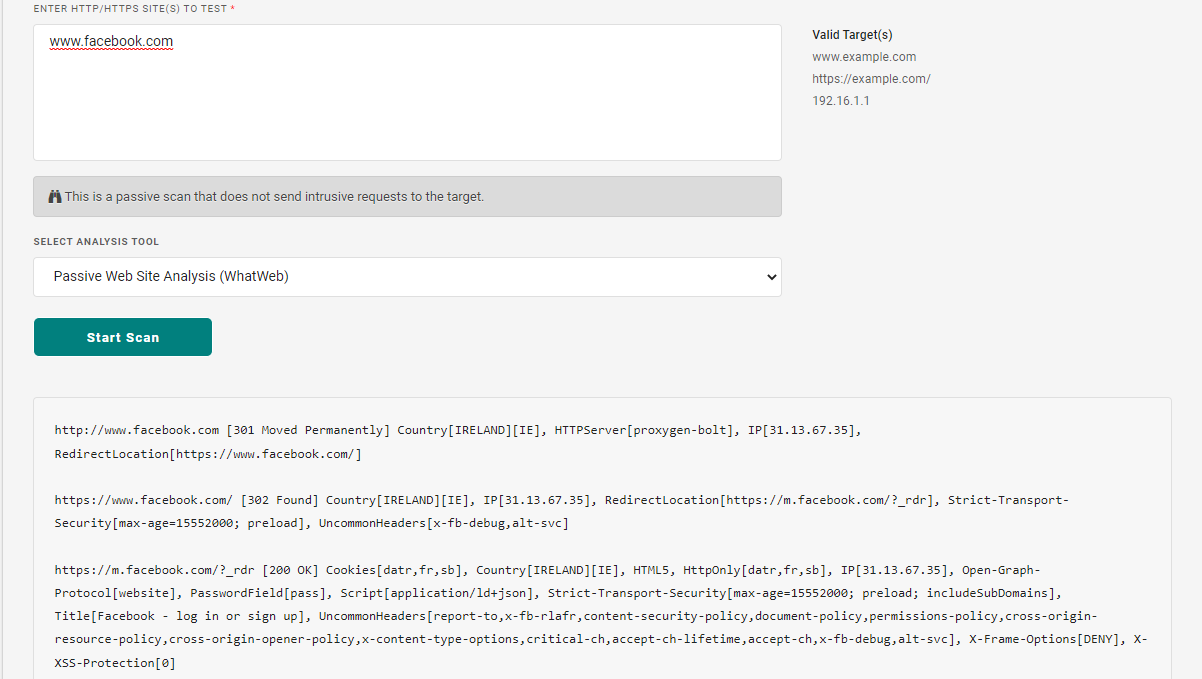 ENTER HTTP/HTTPS SITE(S) TO TEST *
www.facebook.com
Valid Target(s)
www.example.com
https://example.com/
192.16.1.1
This is a passive scan that does not send intrusive requests to the target.
SELECT ANALYSIS TOOL
Passive Web Site Analysis (WhatWeb)
Start Scan
http://www.facebook.com [301 Moved Permanently] Country[IRELAND][IE], HTTPServer[proxygen-bolt], IP[31.13.67.35],
RedirectLocation[https://www.facebook.com/]
https://www.facebook.com/ [302 Found] Country[IRELAND][IE], IP[31.13.67.35], RedirectLocation[https://m.facebook.com/?_rdr], Strict-Transport-
Security[max-age=15552000; preload], UncommonHeaders[x-fb-debug,alt-svc]
https://m.facebook.com/?_rdr [200 OK] Cookies[datr,fr,sb], Country[IRELAND][IE], HTML5, HttpOnly[datr,fr,sb], IP[31.13.67.35], Open-Graph-
Protocol[website], PasswordField[pass], Script[application/ld+json], Strict-Transport-Security[max-age=15552000; preload; includeSubDomains],
Title[Facebook - log in or sign up], UncommonHeaders[report-to,x-fb-rlafr,content-security-policy,document-policy,permissions-policy,cross-origin-
resource-policy,cross-origin-opener-policy,x-content-type-options,critical-ch,accept-ch-lifetime,accept-ch,x-fb-debug,alt-svc], X-Frame-Options[DENY], X-
XSS-Protection[0]